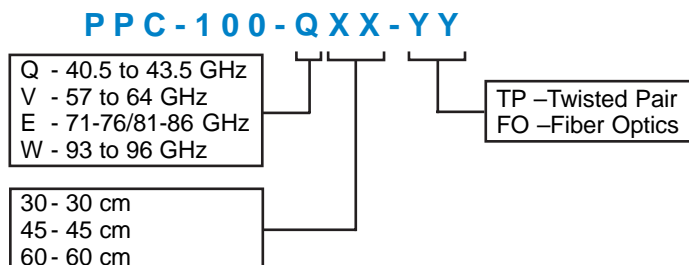 PPC-100-QXX-YY
Q - 40.5 to 43.5 GHz
V - 57 to 64 GHz
E - 71-76/81-86 GHz
W - 93 to 96 GHz
TP –Twisted Pair
FO –Fiber Optics
30 - 30 cm
45 - 45 cm
60 - 60 cm